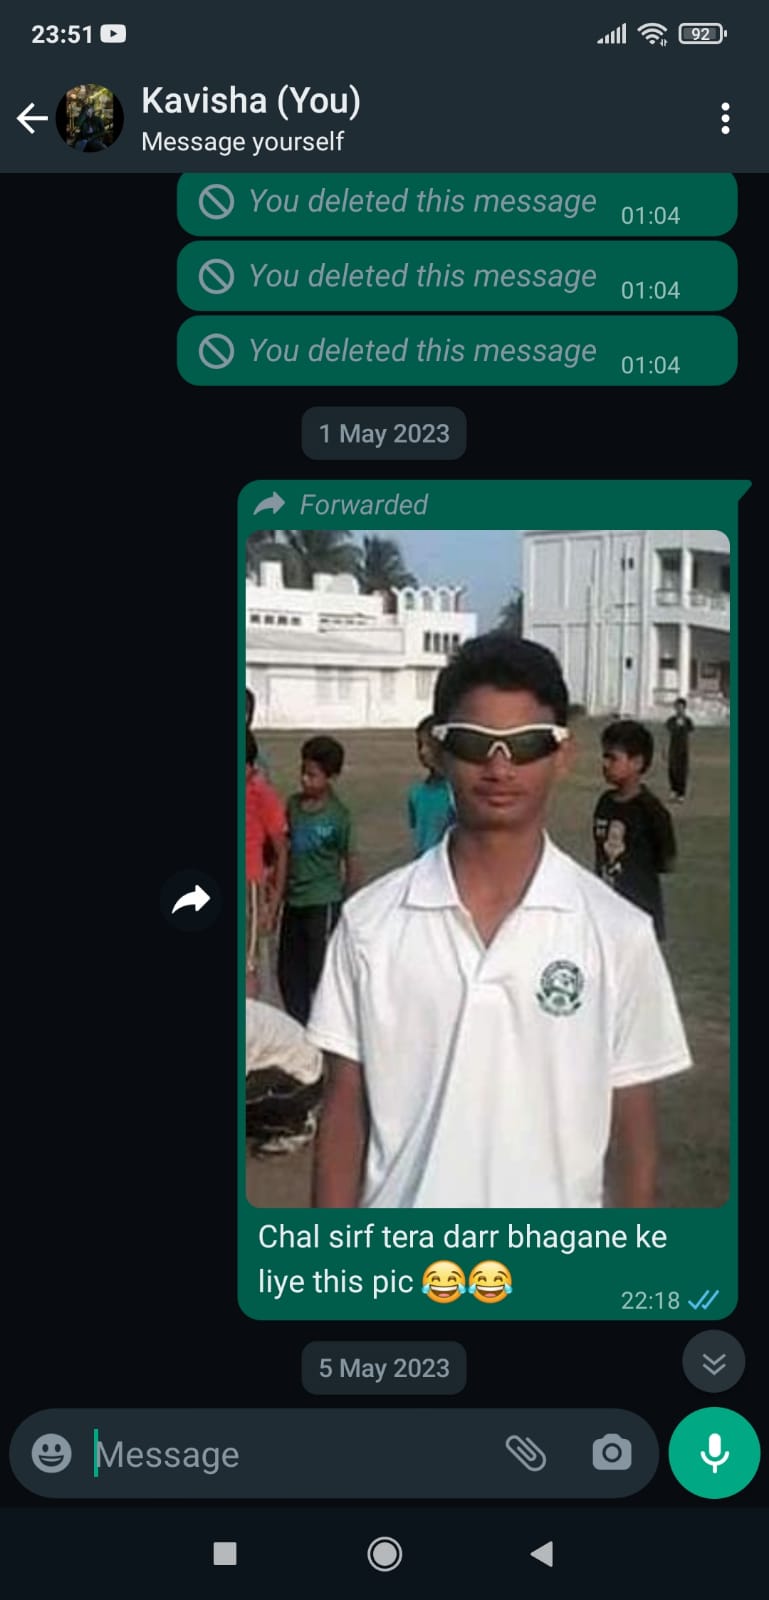 23:51
92
Kavisha (You)
Message yourself
You deleted this message 01:04
You deleted this message 01:04
You deleted this message 01:04
1 May 2023
Forwarded
Chal sirf tera darr bhagane ke
liye this pic 😂😂
22:18
5 May 2023
Message